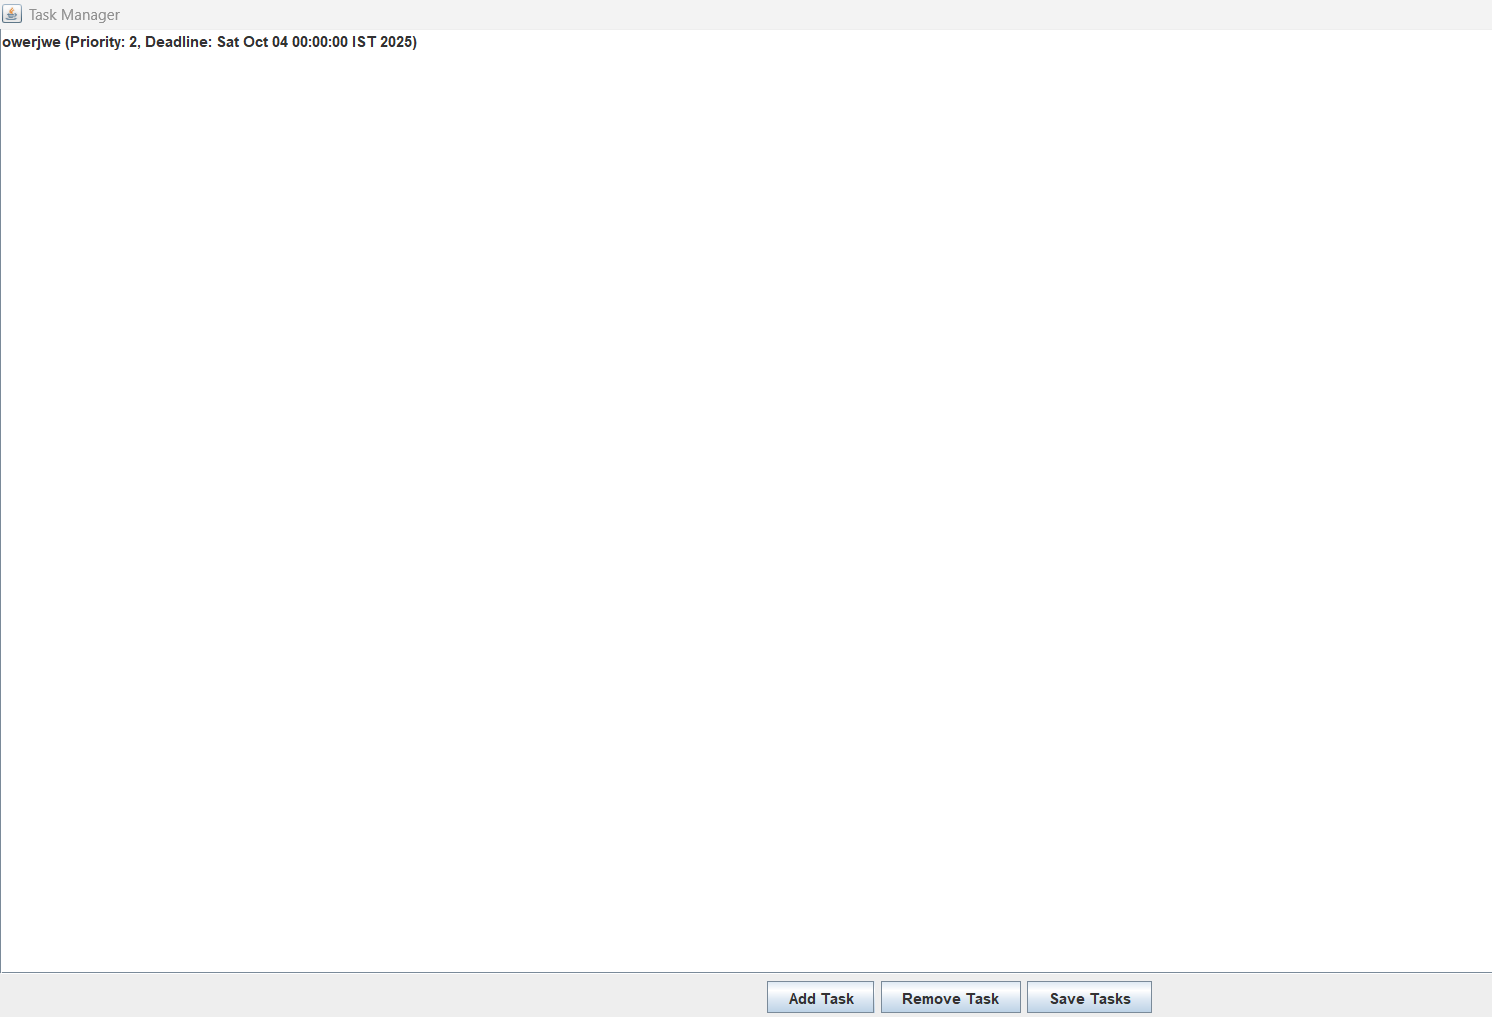 Task Manager
owerjwe (Priority: 2, Deadline: Sat Oct 04 00:00:00 IST 2025)
Add Task Remove Task Save Tasks